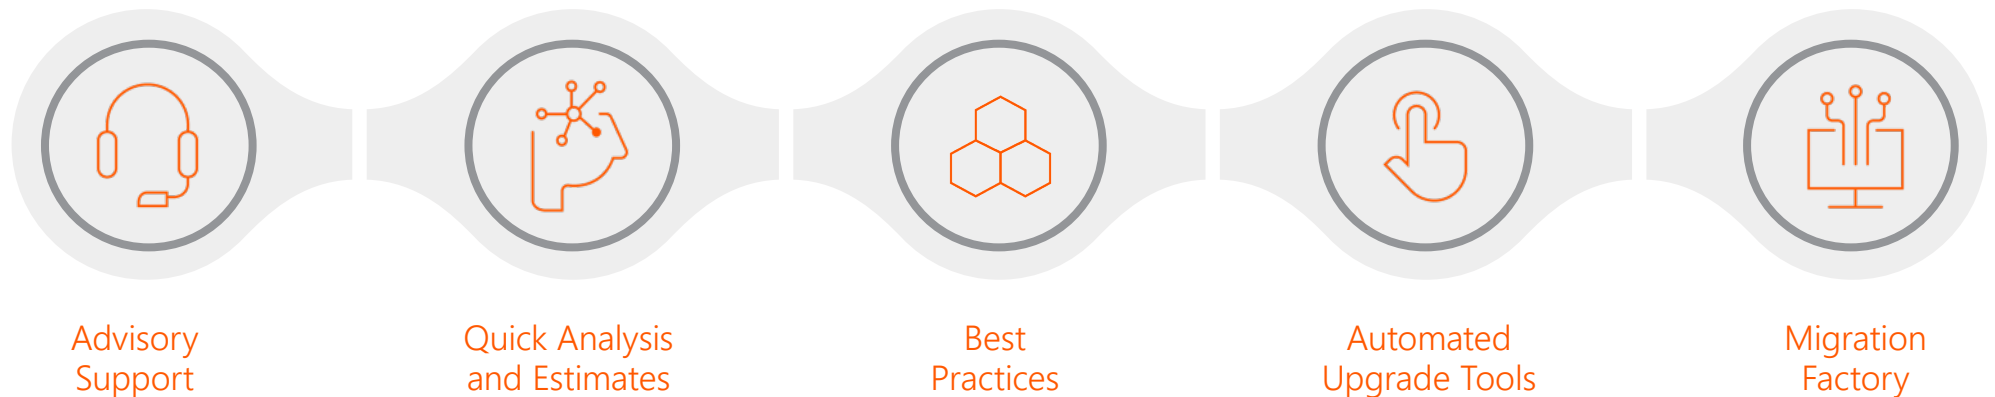 Advisory
Support
Quick Analysis
and Estimates
Best
Practices
Automated
Upgrade Tools
Migration
Factory